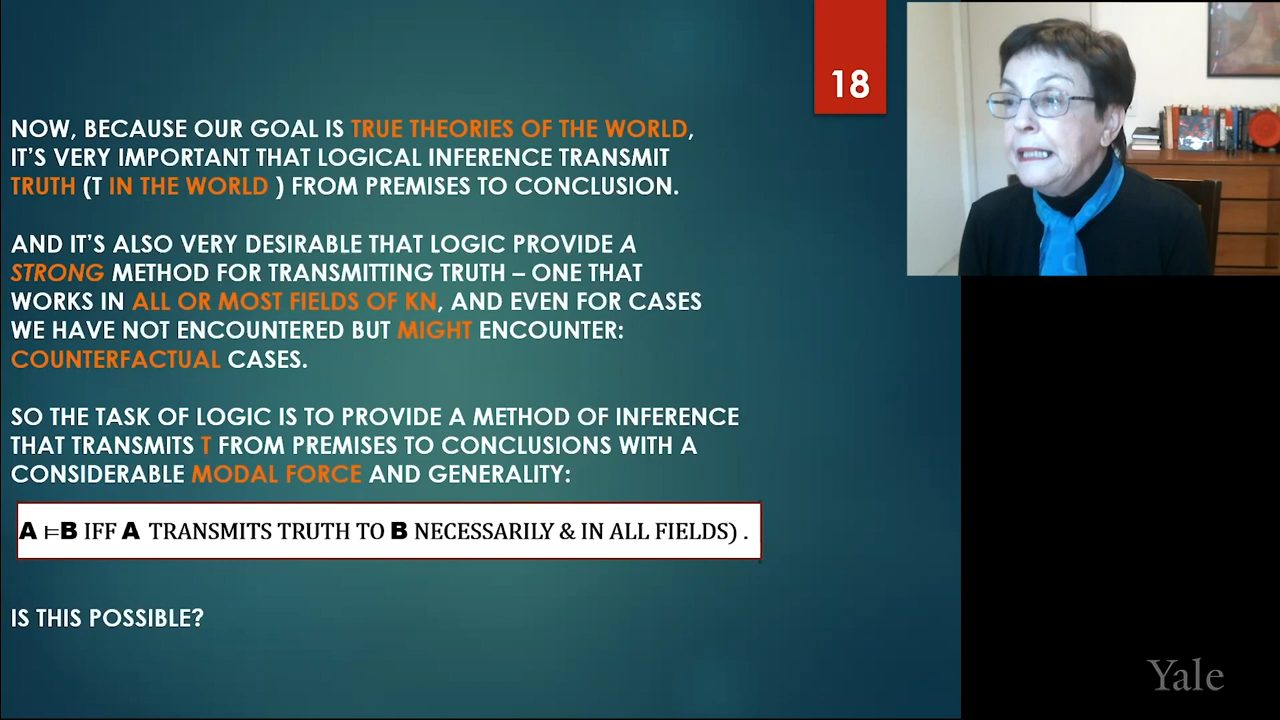 18
NOW, BECAUSE OUR GOAL IS TRUE THEORIES OF THE WORLD,
IT'S VERY IMPORTANT THAT LOGICAL INFERENCE TRANSMIT
TRUTH (T IN THE WORLD ) FROM PREMISES TO CONCLUSION.
AND IT'S ALSO VERY DESIRABLE THAT LOGIC PROVIDE A
STRONG METHOD FOR TRANSMITTING TRUTH – ONE THAT
WORKS IN ALL OR MOST FIELDS OF KN, AND EVEN FOR CASES
WE HAVE NOT ENCOUNTERED BUT MIGHT ENCOUNTER:
COUNTERFACTUAL CASES.
SO THE TASK OF LOGIC IS TO PROVIDE A METHOD OF INFERENCE
THAT TRANSMITS T FROM PREMISES TO CONCLUSIONS WITH A
CONSIDERABLE MODAL FORCE AND GENERALITY:
A ⊨B IFF A TRANSMITS TRUTH TO B NECESSARILY & IN ALL FIELDS) .
IS THIS POSSIBLE?
Yale